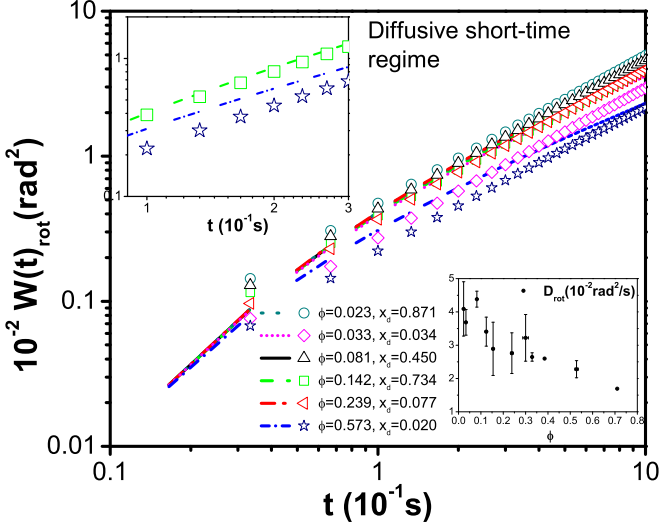 Diffusive short-time
regime
10⁻² W(t)rot(rad²)
10
1
0.1
0.01
1
0.1
1
2
3
t (10⁻¹s)
ϕ=0.023, xd=0.871
ϕ=0.033, xd=0.034
ϕ=0.081, xd=0.450
ϕ=0.142, xd=0.734
ϕ=0.239, xd=0.077
ϕ=0.573, xd=0.020
Drot(10⁻²rad²/s)
5
4
3
2
1
0.0 0.1 0.2 0.3 0.4 0.5 0.6 0.7 0.8
ϕ
0.1
1
10
t (10⁻¹s)